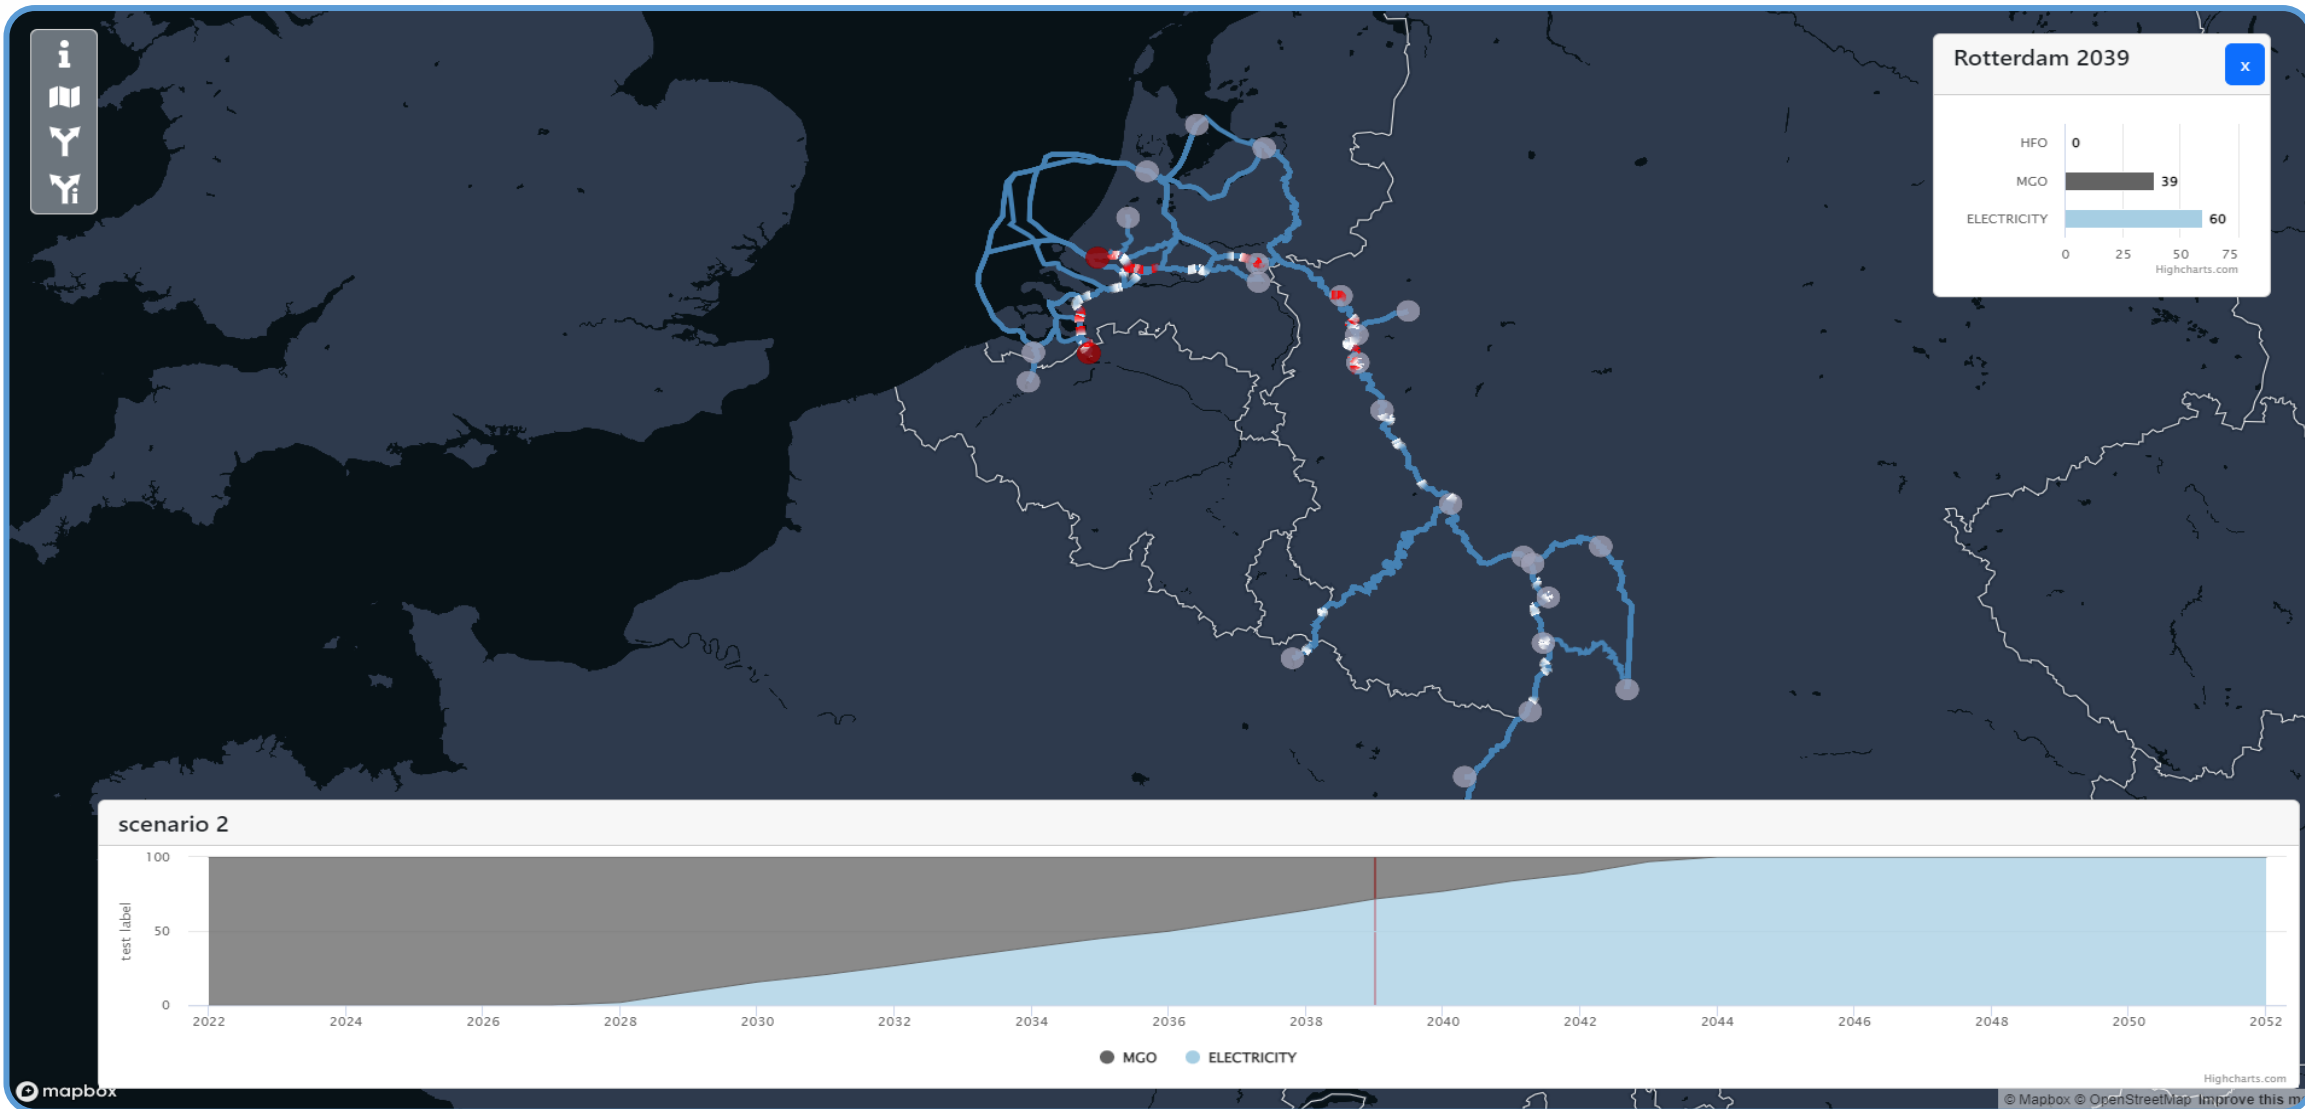 Rotterdam 2039
x
HFO 0
MGO 39
ELECTRICITY 60
0 25 50 75
Highcharts.com
scenario 2
test label
100
50
0
2022 2024 2026 2028 2030 2032 2034 2036 2038 2040 2042 2044 2046 2048 2050 2052
MGO ELECTRICITY
Highcharts.com
mapbox
© Mapbox © OpenStreetMap Improve this m